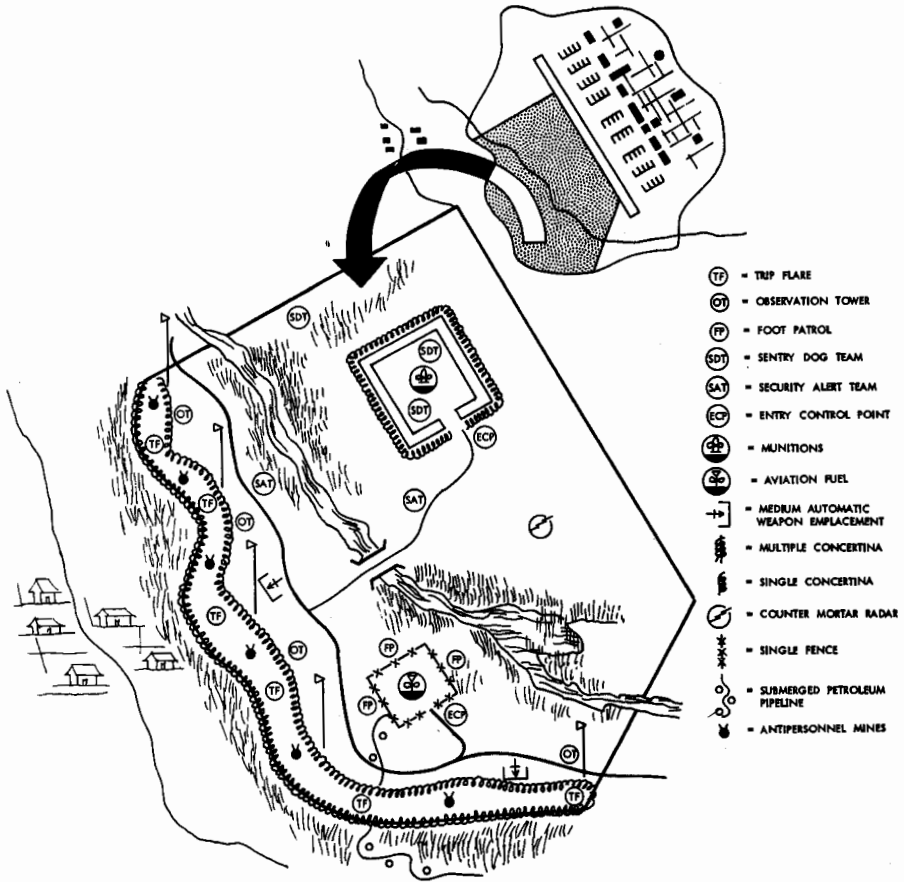 SDT
SDT
SDT
ECP
OT
TF
TF
OT
SAT
SAT
TF
OT
TF
FP
FP
FP
ECP
OT
TF
TF
TF = TRIP FLARE
OT = OBSERVATION TOWER
FP = FOOT PATROL
SDT = SENTRY DOG TEAM
SAT = SECURITY ALERT TEAM
ECP = ENTRY CONTROL POINT
= MUNITIONS
= AVIATION FUEL
= MEDIUM AUTOMATIC
WEAPON EMPLACEMENT
= MULTIPLE CONCERTINA
= SINGLE CONCERTINA
= COUNTER MORTAR RADAR
= SINGLE FENCE
= SUBMERGED PETROLEUM
PIPELINE
= ANTIPERSONNEL MINES